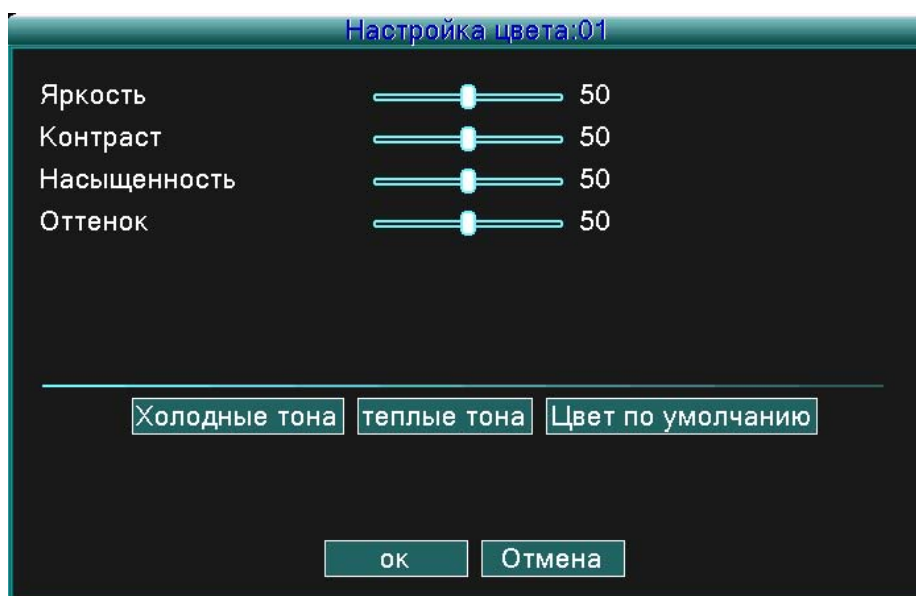 Настройка цвета:01
Яркость 50
Контраст 50
Насыщенность 50
Оттенок 50
Холодные тона теплые тона Цвет по умолчанию
ок Отмена